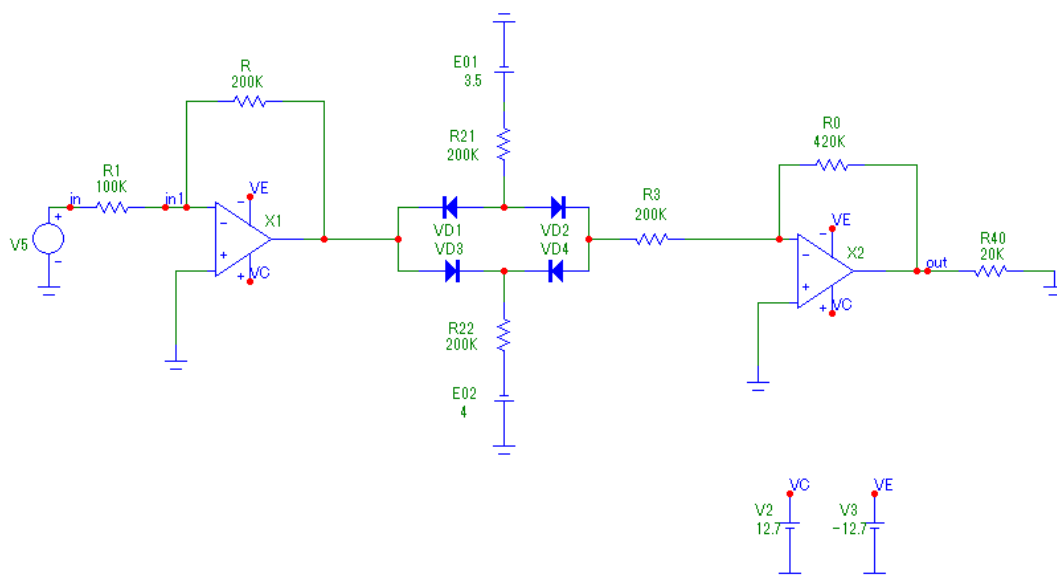 E01
3.5
R
200K
R21
200K
R0
420K
R1
100K
in
in1
VE
-
-
+
X1
+
VC
V5
+
-
VD1
VD3
VD2
VD4
R3
200K
VE
-
-
+
X2
+
VC
out
R40
20K
R22
200K
E02
4
VC
VE
V2
12.7
V3
-12.7